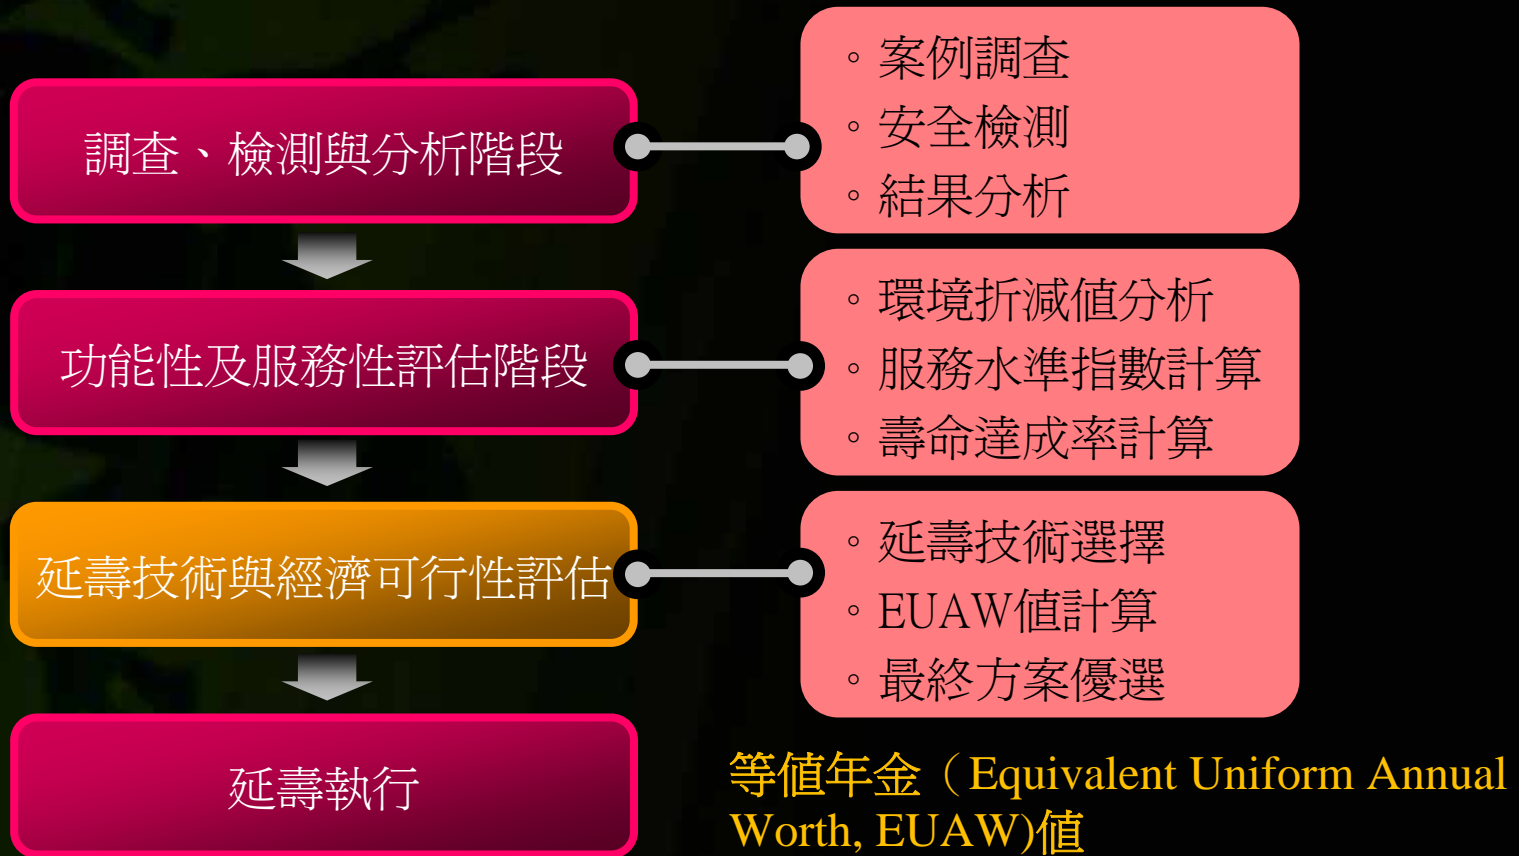 調查、檢測與分析階段
。案例調查
。安全檢測
。結果分析
功能性及服務性評估階段
。環境折減值分析
。服務水準指數計算
。壽命達成率計算
延壽技術與經濟可行性評估
。延壽技術選擇
。EUAW值計算
。最終方案優選
延壽執行
等值年金（Equivalent Uniform Annual
Worth, EUAW)值